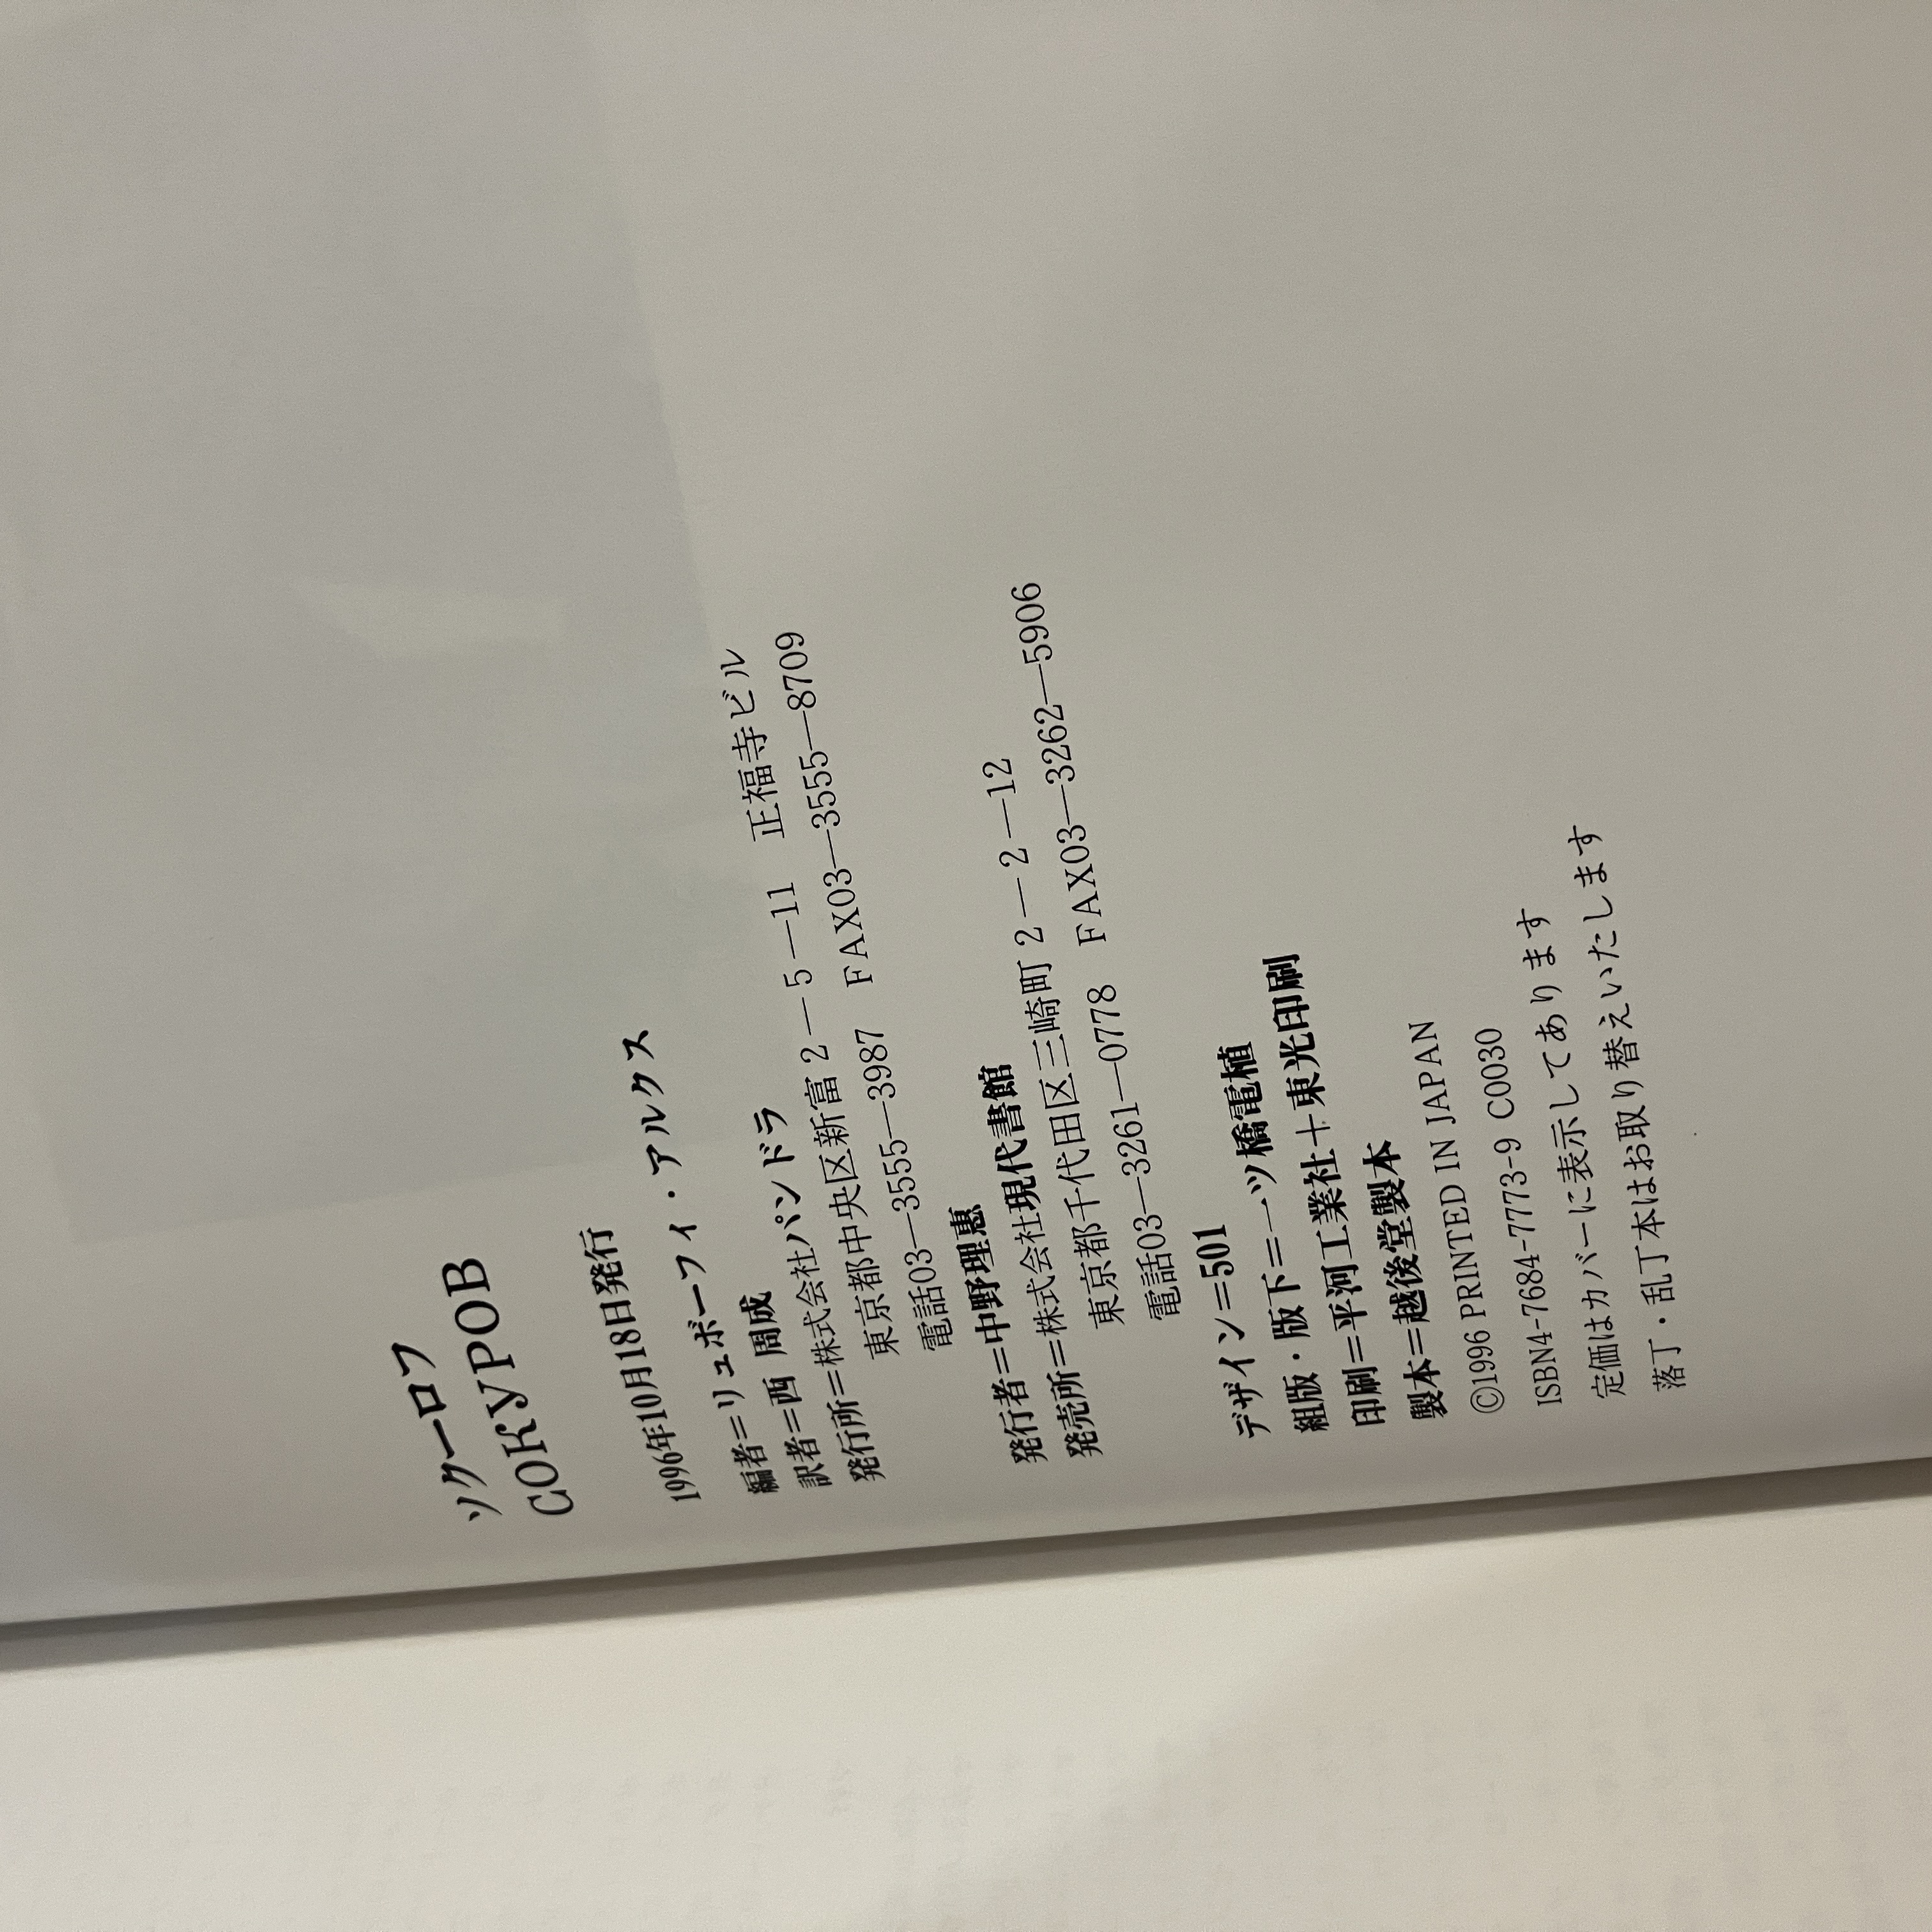 ソクーロフ
СОКУРОВ
1996年10月18日発行
編者＝リュボーフィ・アルクス
訳者＝西 周成
発行所＝株式会社パンドラ
東京都中央区新富2―5―11　正福寺ビル
電話03―3555―3987　FAX03―3555―8709
発行者＝中野理惠
発売所＝株式会社現代書館
東京都千代田区三崎町2―2―12
電話03―3261―0778　FAX03―3262―5906
デザイン＝501
組版・版下＝一ツ橋電植
印刷＝平河工業社＋東光印刷
製本＝越後堂製本
©1996 PRINTED IN JAPAN
ISBN4-7684-7773-9 C0030
定価はカバーに表示してあります
落丁・乱丁本はお取り替えいたします